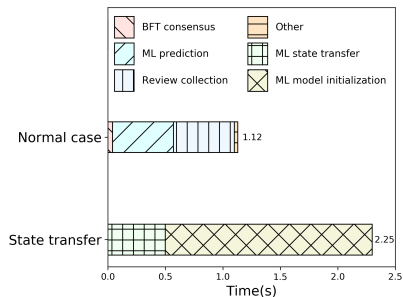 BFT consensus
Other
ML prediction
ML state transfer
Review collection
ML model initialization
Normal case
1.12
State transfer
2.25
0.0 0.5 1.0 1.5 2.0 2.5
Time(s)